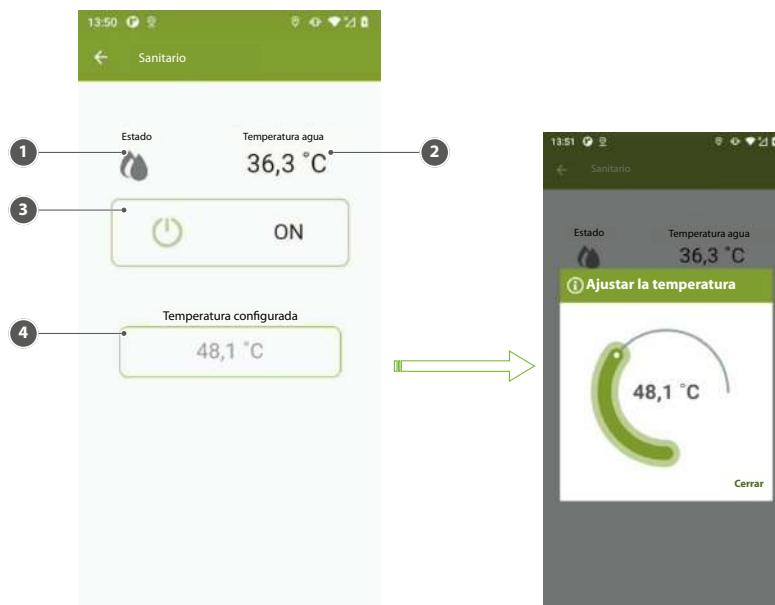 13:50
Sanitario
Estado
Temperatura agua
1
36,3 °C
2
3
ON
Temperatura configurada
4
48,1 °C
13:51
Sanitario
Estado
Temperatura agua
36,3 °C
Ajustar la temperatura
48,1 °C
Cerrar